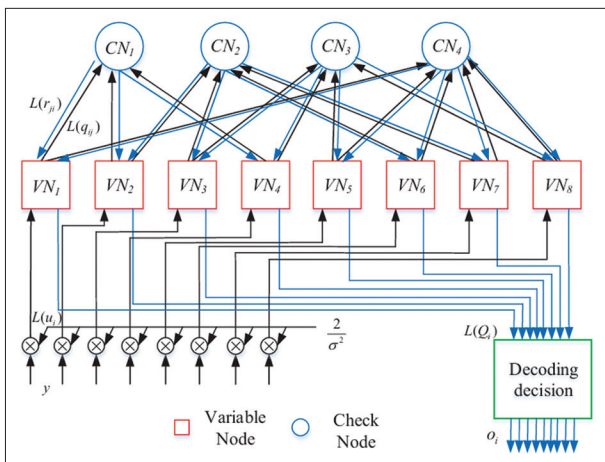 CN₁ CN₂ CN₃ CN₄
L(rⱼᵢ)
L(qᵢⱼ)
VN₁ VN₂ VN₃ VN₄ VN₅ VN₆ VN₇ VN₈
L(uᵢ)
2
σ²
L(Qᵢ)
y
Decoding
decision
Variable
Node
Check
Node
oᵢ